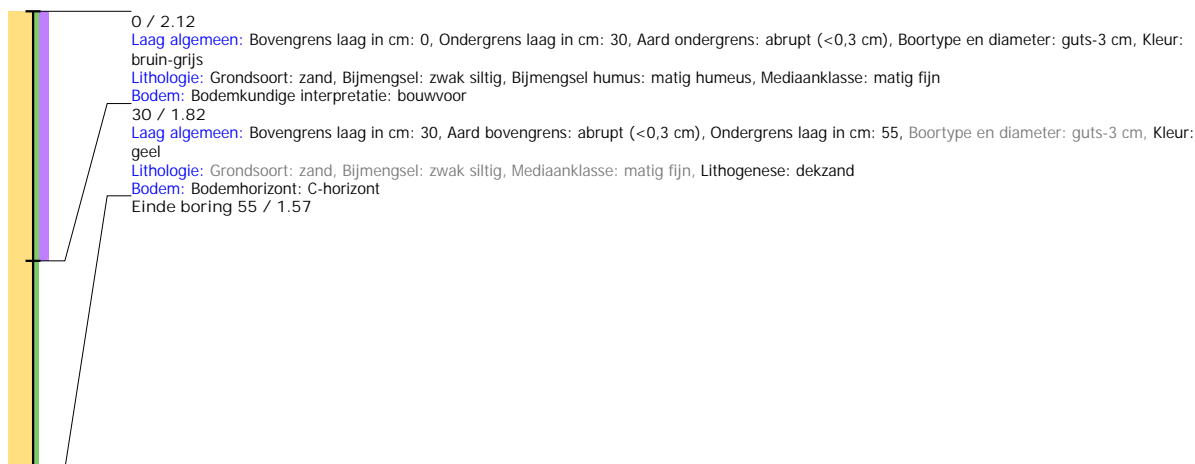 0 / 2.12
Laag algemeen: Bovengrens laag in cm: 0, Ondergrens laag in cm: 30, Aard ondergrens: abrupt (<0,3 cm), Boortype en diameter: guts-3 cm, Kleur:
bruin-grijs
Lithologie: Grondsoort: zand, Bijmengsel: zwak siltig, Bijmengsel humus: matig humeus, Mediaanklasse: matig fijn
Bodem: Bodemkundige interpretatie: bouwvoor
30 / 1.82
Laag algemeen: Bovengrens laag in cm: 30, Aard bovengrens: abrupt (<0,3 cm), Ondergrens laag in cm: 55, Boortype en diameter: guts-3 cm, Kleur:
geel
Lithologie: Grondsoort: zand, Bijmengsel: zwak siltig, Mediaanklasse: matig fijn, Lithogenese: dekzand
Bodem: Bodemhorizont: C-horizont
Einde boring 55 / 1.57